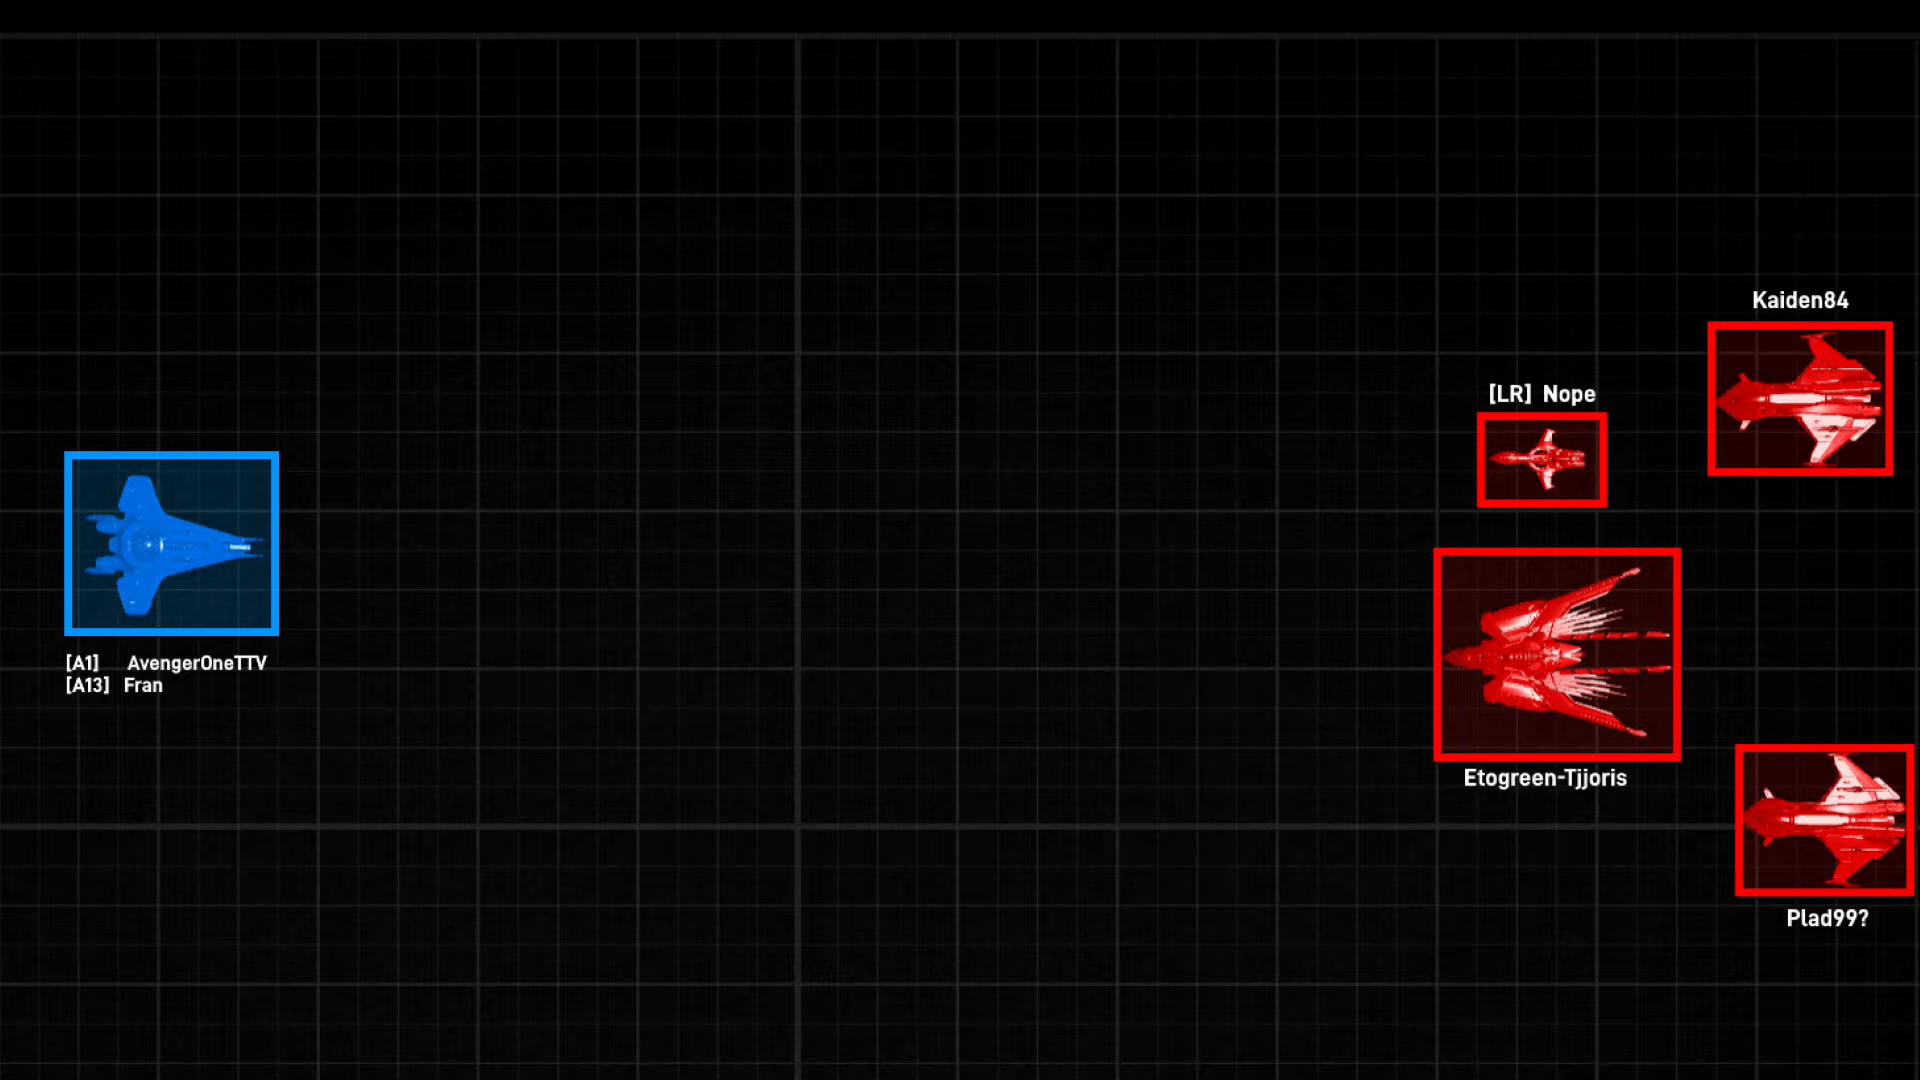 Kaiden84
[LR] Nope
[A1] AvengerOneTTV
[A13] Fran
Etogreen-Tjjoris
Plad99?